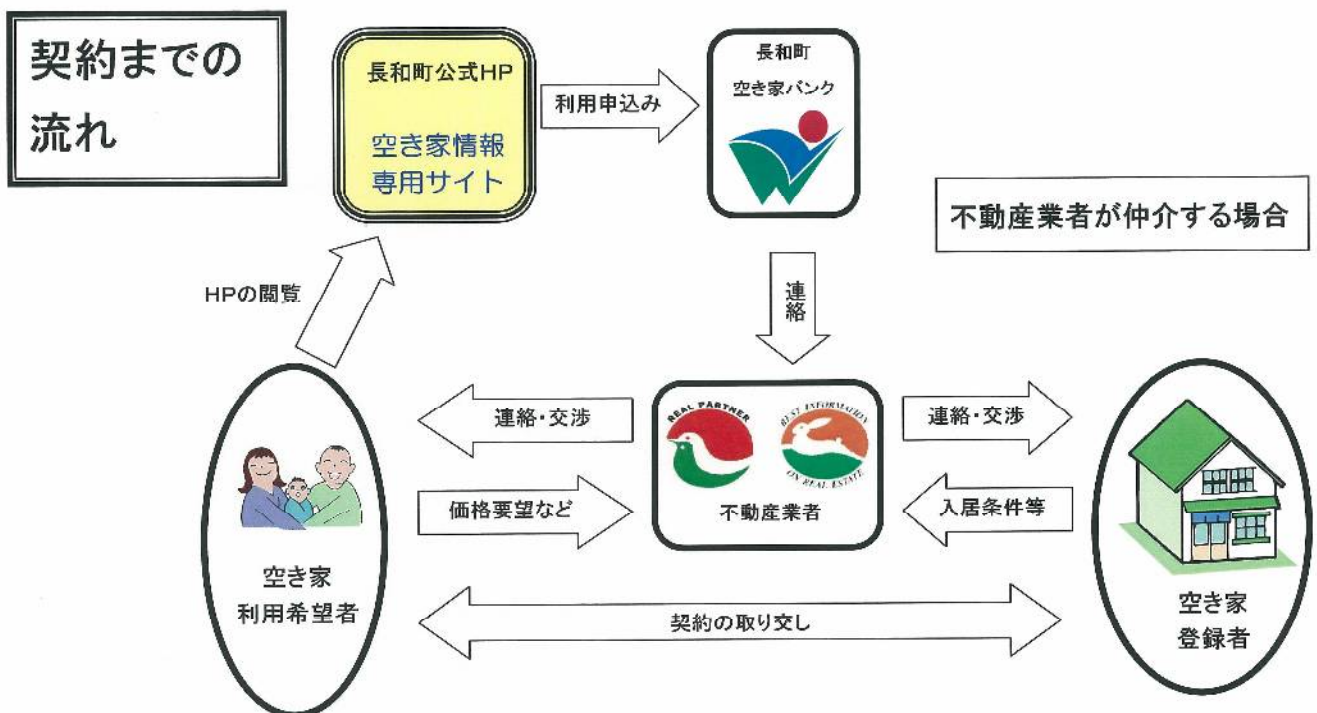 契約までの
流れ
長和町公式HP
空き家情報
専用サイト
利用申込み
長和町
空き家バンク
不動産業者が仲介する場合
HPの閲覧
連絡
連絡・交渉
REAL PARTNER
BEST INFORMATION
ON REAL ESTATE
連絡・交渉
価格要望など
不動産業者
入居条件等
空き家
利用希望者
契約の取り交し
空き家
登録者